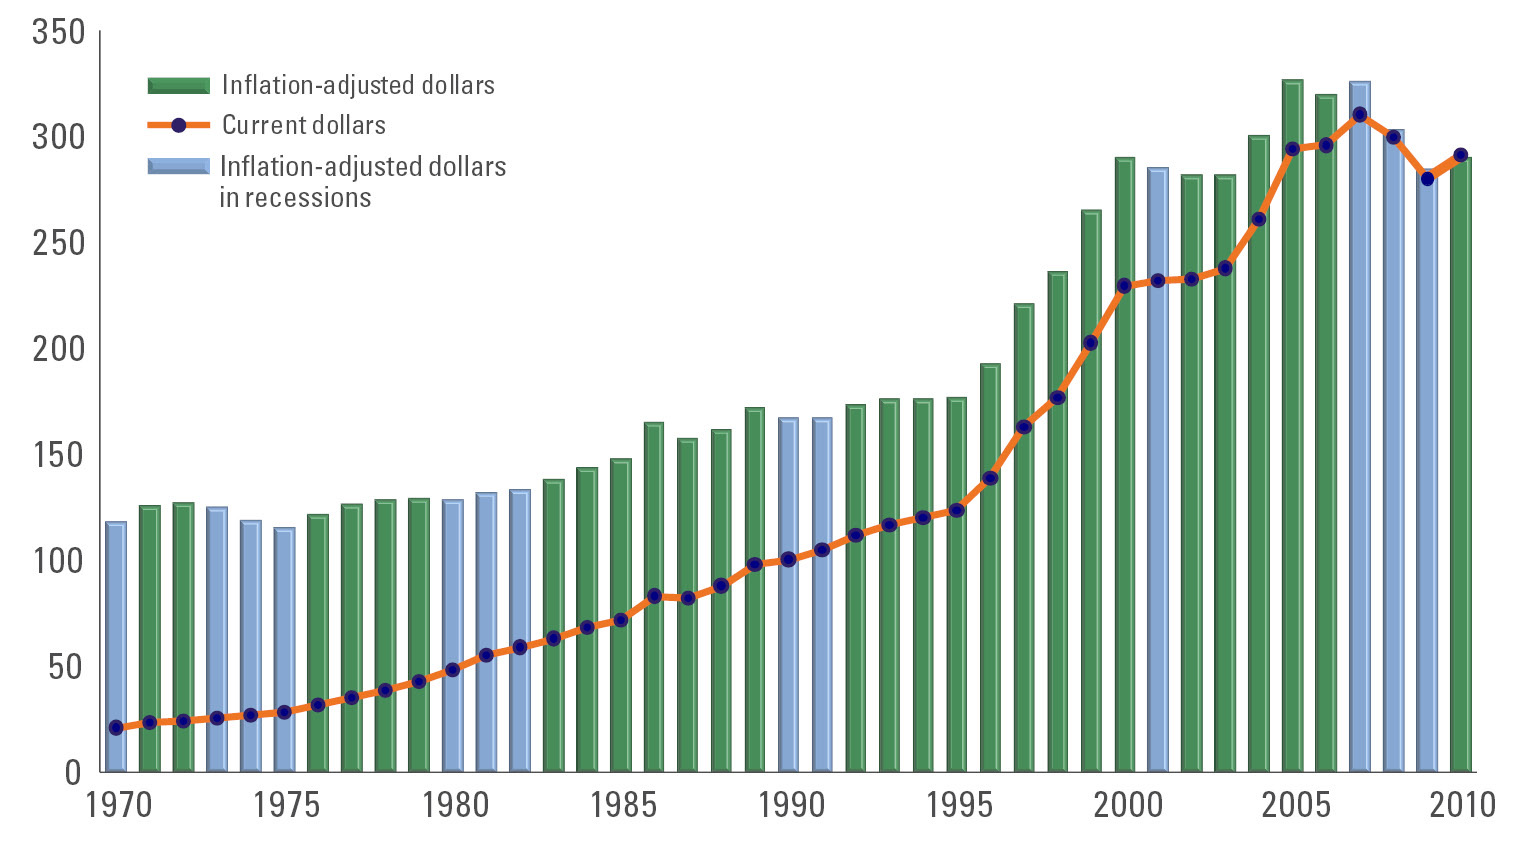 350
300
250
200
150
100
50
0
Inflation-adjusted dollars
Current dollars
Inflation-adjusted dollars
in recessions
1970 1975 1980 1985 1990 1995 2000 2005 2010